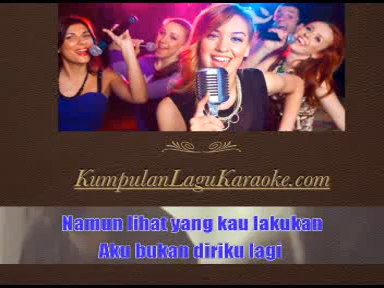 KumpulanLaguKaraoke.com
Namun lihat yang kau lakukan
Aku bukan diriku lagi